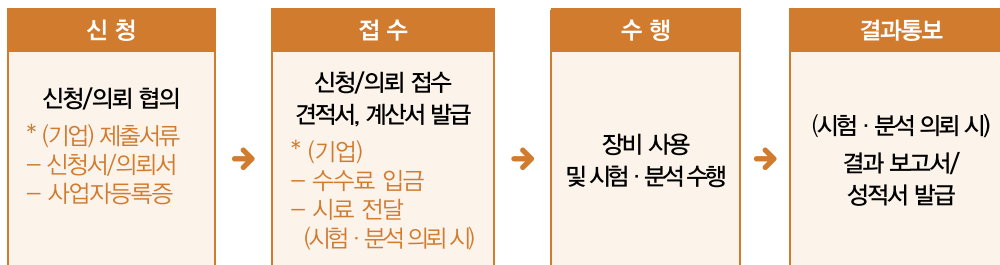 신 청
신청/의뢰 협의
* (기업) 제출서류
– 신청서/의뢰서
– 사업자등록증
접 수
신청/의뢰 접수
견적서, 계산서 발급
* (기업)
– 수수료 입금
– 시료 전달
(시험 · 분석 의뢰 시)
수 행
장비 사용
및 시험 · 분석 수행
결과통보
(시험 · 분석 의뢰 시)
결과 보고서/
성적서 발급